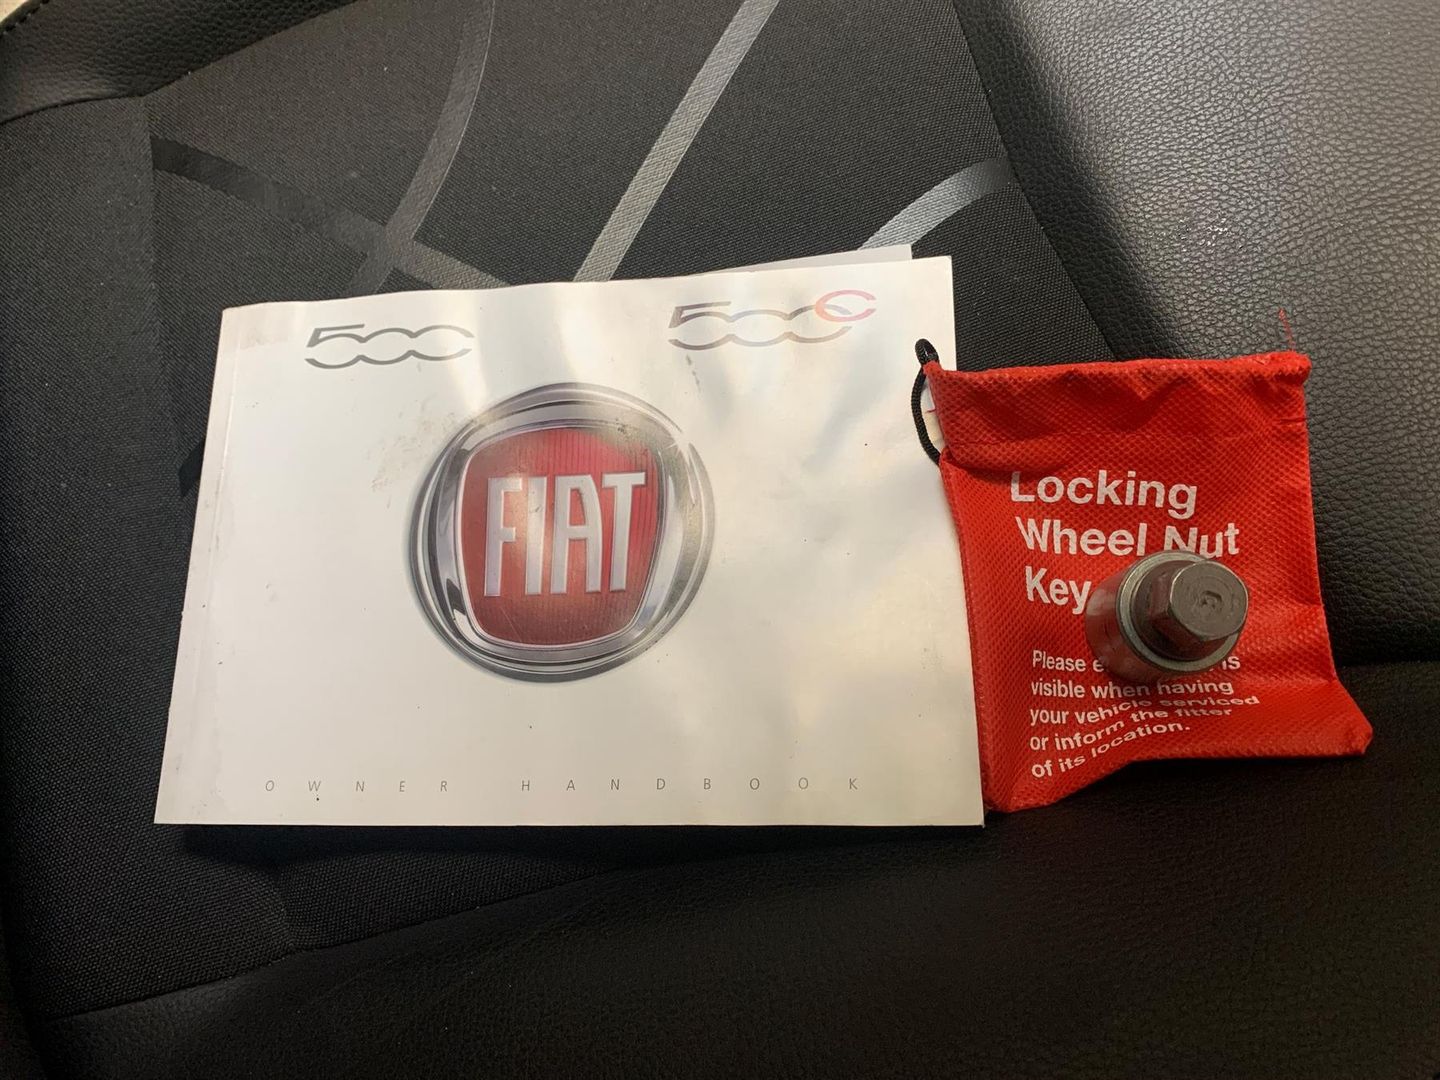 500
500C
FIAT
OWNER HANDBOOK
Locking
Wheel Nut
Key
Please
visible when having
your vehicle serviced
or inform the fitter
of its location.